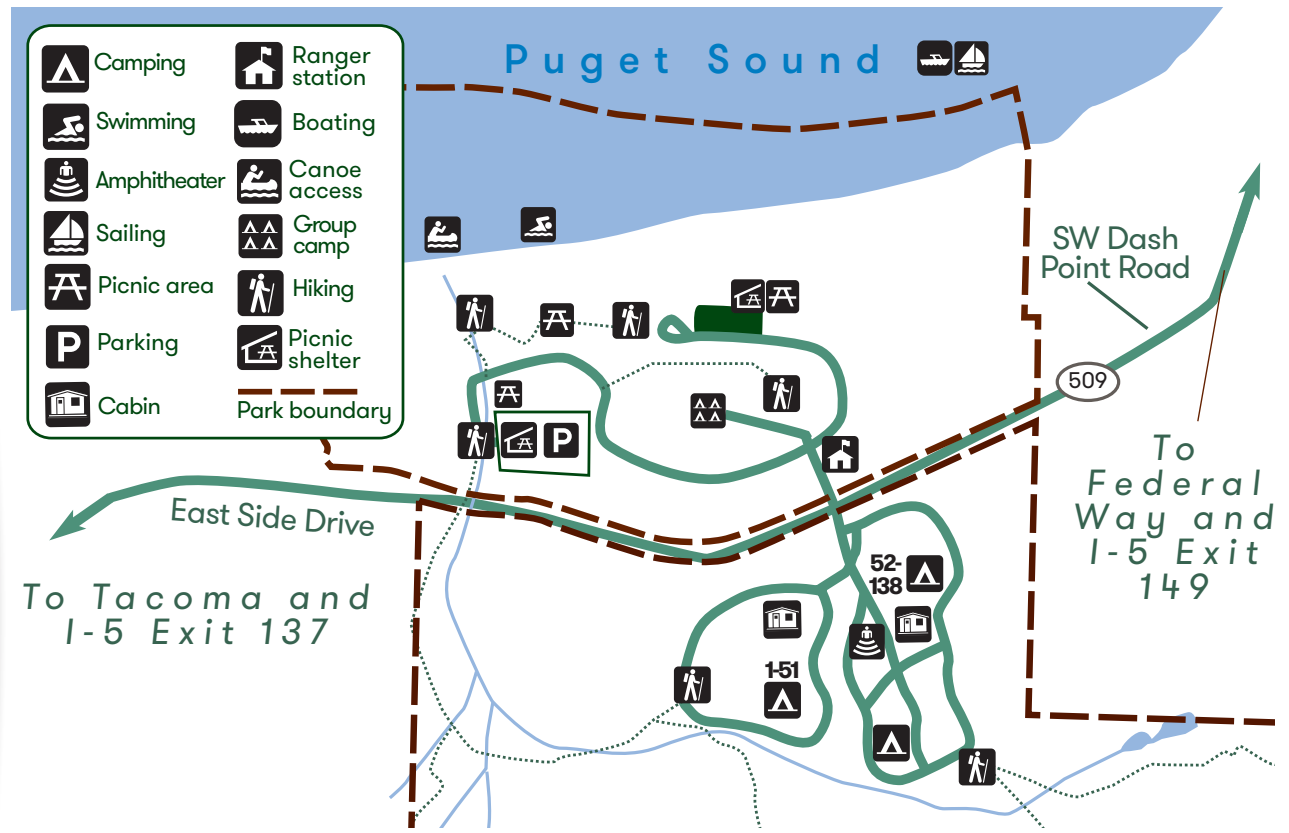 Puget Sound
Camping
Swimming
Amphitheater
Sailing
Picnic area
P
Parking
Cabin
Ranger
station
Boating
Canoe
access
Group
camp
Hiking
Picnic
shelter
Park boundary
SW Dash
Point Road
509
P
East Side Drive
To
Federal
Way and
I-5 Exit
149
To Tacoma and
I-5 Exit 137
52-
138
1-51